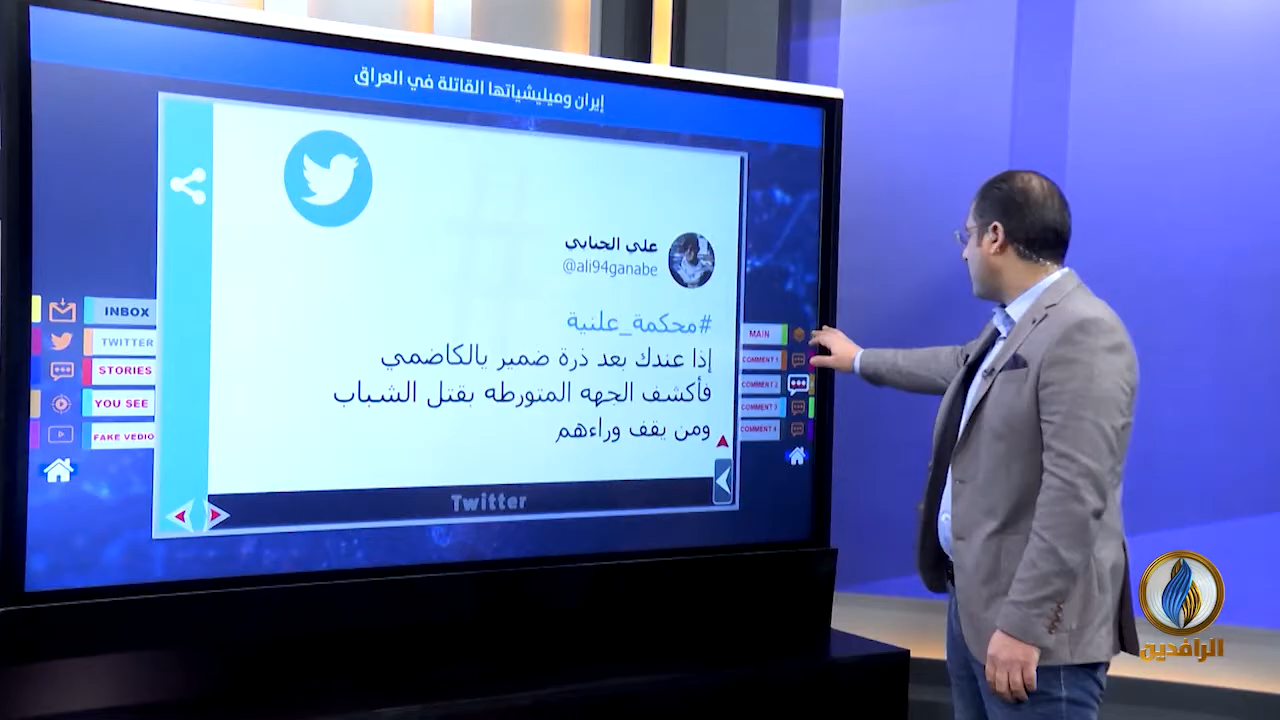 إيران وميليشياتها القاتلة في العراق
علي الجنابي
@ali94ganabe
#محكمة_علنية
إذا عندك بعد ذرة ضمير يالكاضمي
فأكشف الجهه المتورطه بقتل الشباب
ومن يقف وراءهم
Twitter
INBOX
TWITTER
STORIES
YOU SEE
FAKE VEDIO
MAIN
COMMENT 1
COMMENT 2
COMMENT 3
COMMENT 4
الرافدين